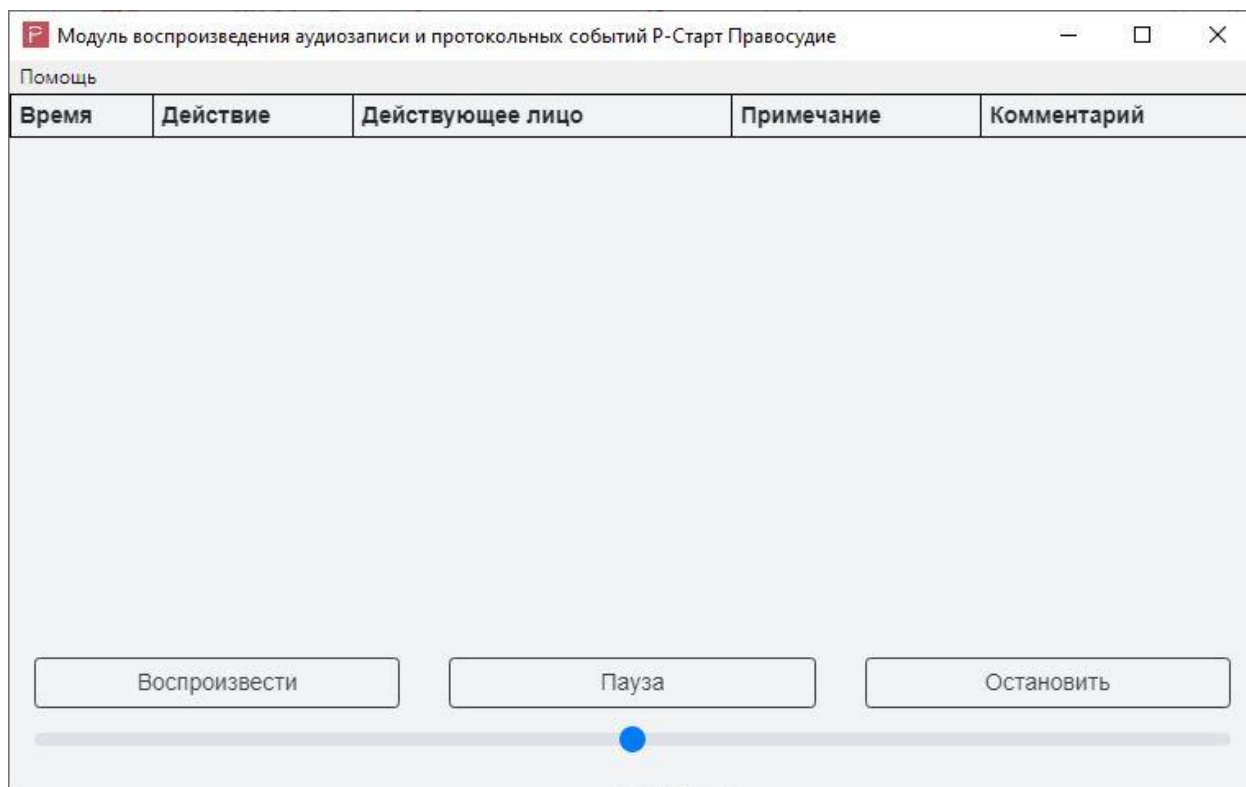 Модуль воспроизведения аудиозаписи и протокольных событий Р-Старт Правосудие
Помощь
Время Действие Действующее лицо Примечание Комментарий
Воспроизвести Пауза Остановить